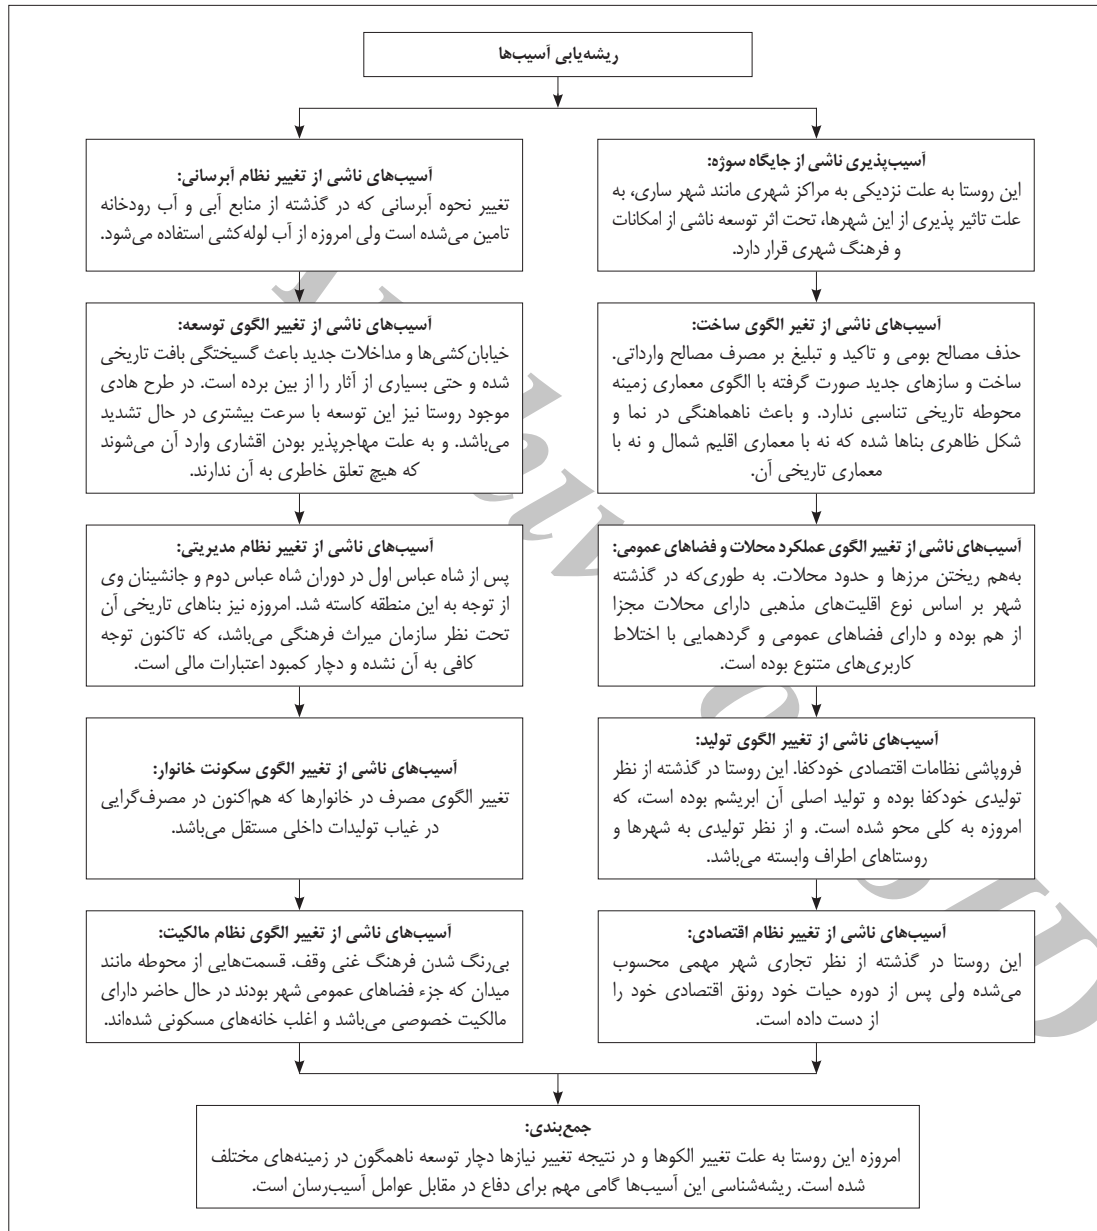 ریشه‌یابی آسیب‌ها
آسیب‌پذیری ناشی از جایگاه سوژه:
این روستا به علت نزدیکی به مراکز شهری مانند شهر ساری، به
علت تاثیر پذیری از این شهرها، تحت اثر توسعه ناشی از امکانات
و فرهنگ شهری قرار دارد.
آسیب‌های ناشی از تغیر الگوی ساخت:
حذف مصالح بومی و تاکید و تبلیغ بر مصرف مصالح وارداتی.
ساخت و سازهای جدید صورت گرفته با الگوی معماری زمینه
محوطه تاریخی تناسبی ندارد. و باعث ناهماهنگی در نما و
شکل ظاهری بناها شده که نه با معماری اقلیم شمال و نه با
معماری تاریخی آن.
آسیب‌های ناشی از تغییر الگوی عملکرد محلات و فضاهای عمومی:
به‌هم ریختن مرزها و حدود محلات. به طوری‌که در گذشته
شهر بر اساس نوع اقلیت‌های مذهبی دارای محلات مجزا
از هم بوده و دارای فضاهای عمومی و گردهمایی با اختلاط
کاربری‌های متنوع بوده است.
آسیب‌های ناشی از تغییر الگوی تولید:
فروپاشی نظامات اقتصادی خودکفا. این روستا در گذشته از نظر
تولیدی خودکفا بوده و تولید اصلی آن ابریشم بوده است، که
امروزه به کلی محو شده است. و از نظر تولیدی به شهرها و
روستاهای اطراف وابسته می‌باشد.
آسیب‌های ناشی از تغییر نظام اقتصادی:
این روستا در گذشته از نظر تجاری شهر مهمی محسوب
می‌شده ولی پس از دوره حیات خود رونق اقتصادی خود را
از دست داده است.
آسیب‌های ناشی از تغییر نظام آبرسانی:
تغییر نحوه آبرسانی که در گذشته از منابع آبی و آب رودخانه
تامین می‌شده است ولی امروزه از آب لوله‌کشی استفاده می‌شود.
آسیب‌های ناشی از تغییر الگوی توسعه:
خیابان‌کشی‌ها و مداخلات جدید باعث گسیختگی بافت تاریخی
شده و حتی بسیاری از آثار را از بین برده است. در طرح هادی
موجود روستا نیز این توسعه با سرعت بیشتری در حال تشدید
می‌باشد. و به علت مهاجرپذیر بودن اقشاری وارد آن می‌شوند
که هیچ تعلق خاطری به آن ندارند.
آسیب‌های ناشی از تغییر نظام مدیریتی:
پس از شاه عباس اول در دوران شاه عباس دوم و جانشینان وی
از توجه به این منطقه کاسته شد. امروزه نیز بناهای تاریخی آن
تحت نظر سازمان میراث فرهنگی می‌باشد، که تاکنون توجه
کافی به آن نشده و دچار کمبود اعتبارات مالی است.
آسیب‌های ناشی از تغییر الگوی سکونت خانوار:
تغییر الگوی مصرف در خانوارها که هم‌اکنون در مصرف‌گرایی
در غیاب تولیدات داخلی مستقل می‌باشد.
آسیب‌های ناشی از تغییر الگوی نظام مالکیت:
بی‌رنگ شدن فرهنگ غنی وقف. قسمت‌هایی از محوطه مانند
میدان که جزء فضاهای عمومی شهر بودند در حال حاضر دارای
مالکیت خصوصی می‌باشد و اغلب خانه‌های مسکونی شده‌اند.
جمع‌بندی:
امروزه این روستا به علت تغییر الکوها و در نتیجه تغییر نیازها دچار توسعه ناهمگون در زمینه‌های مختلف
شده است. ریشه‌شناسی این آسیب‌ها گامی مهم برای دفاع در مقابل عوامل آسیب‌رسان است.